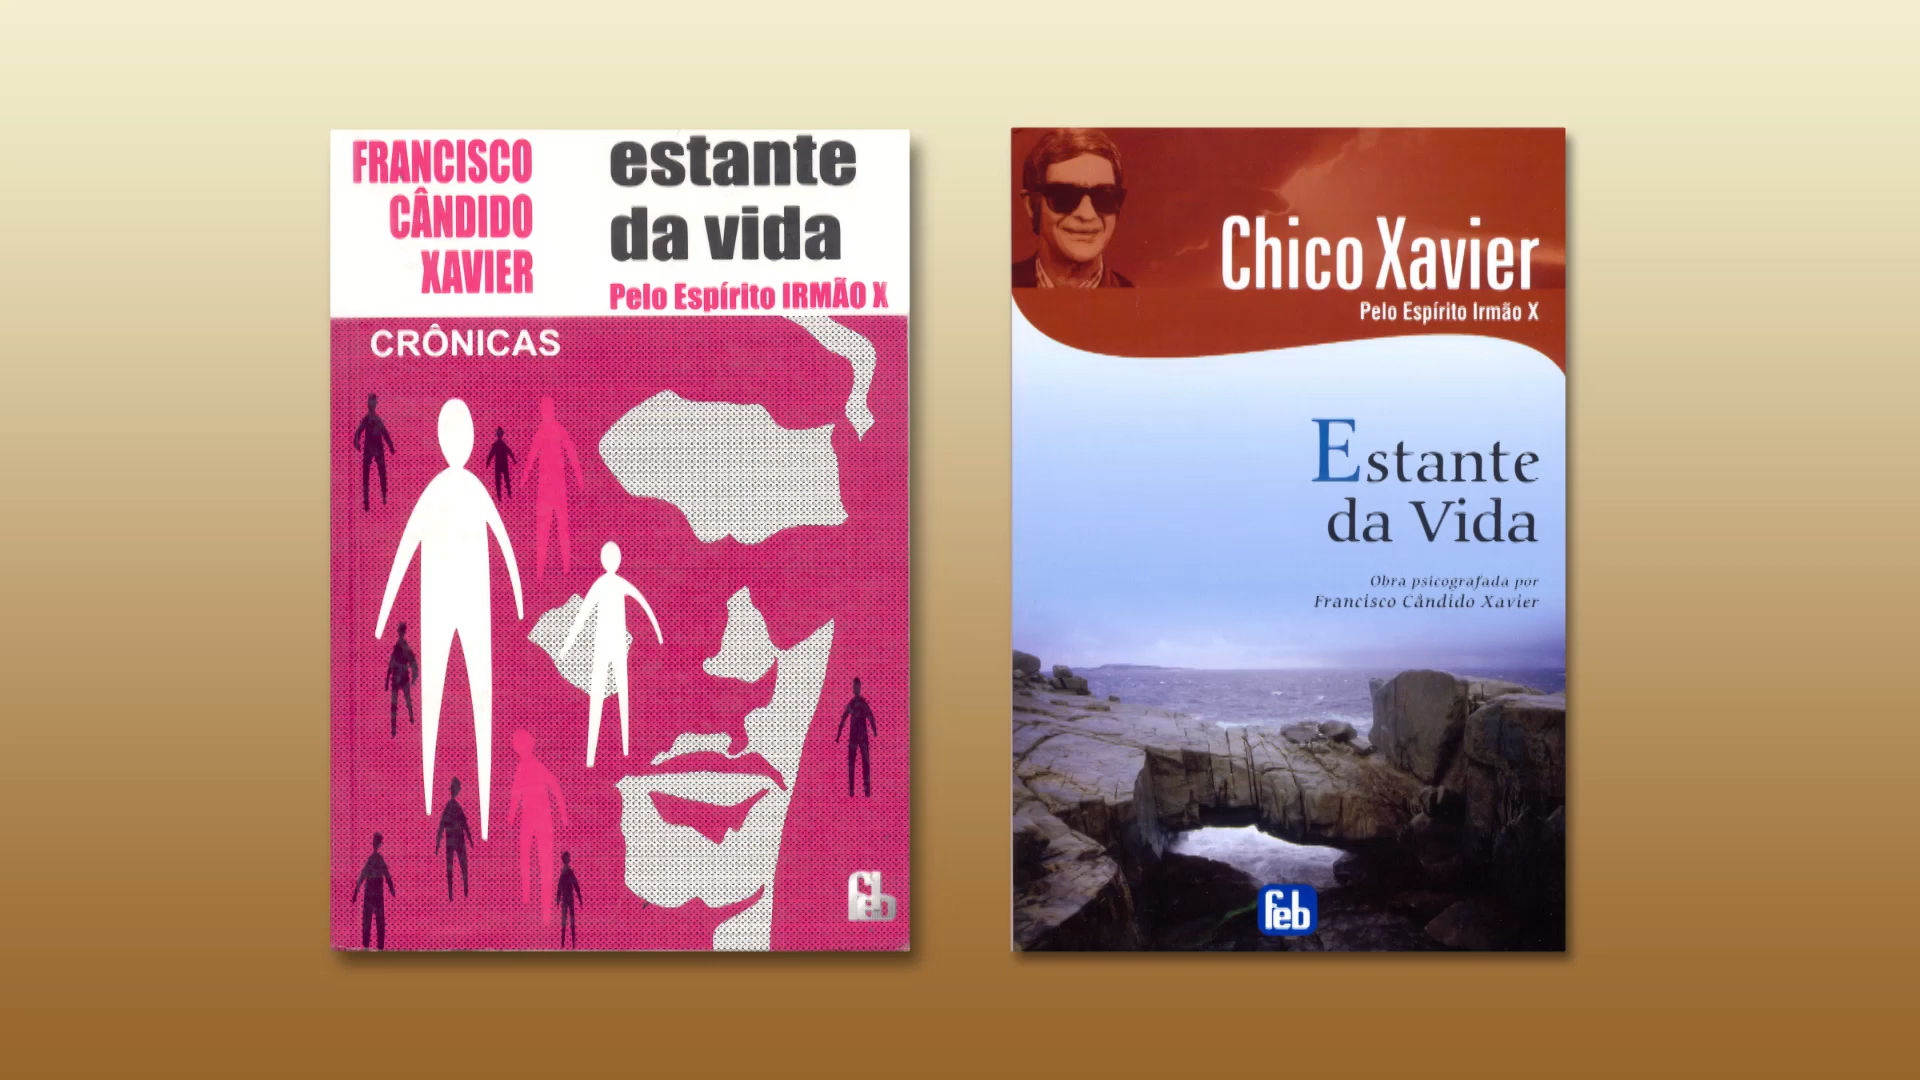 FRANCISCO
CÂNDIDO
XAVIER
estante
da vida
Pelo Espírito IRMÃO X
CRÔNICAS
feb
Chico Xavier
Pelo Espírito Irmão X
Estante
da Vida
Obra psicografada por
Francisco Cândido Xavier
feb